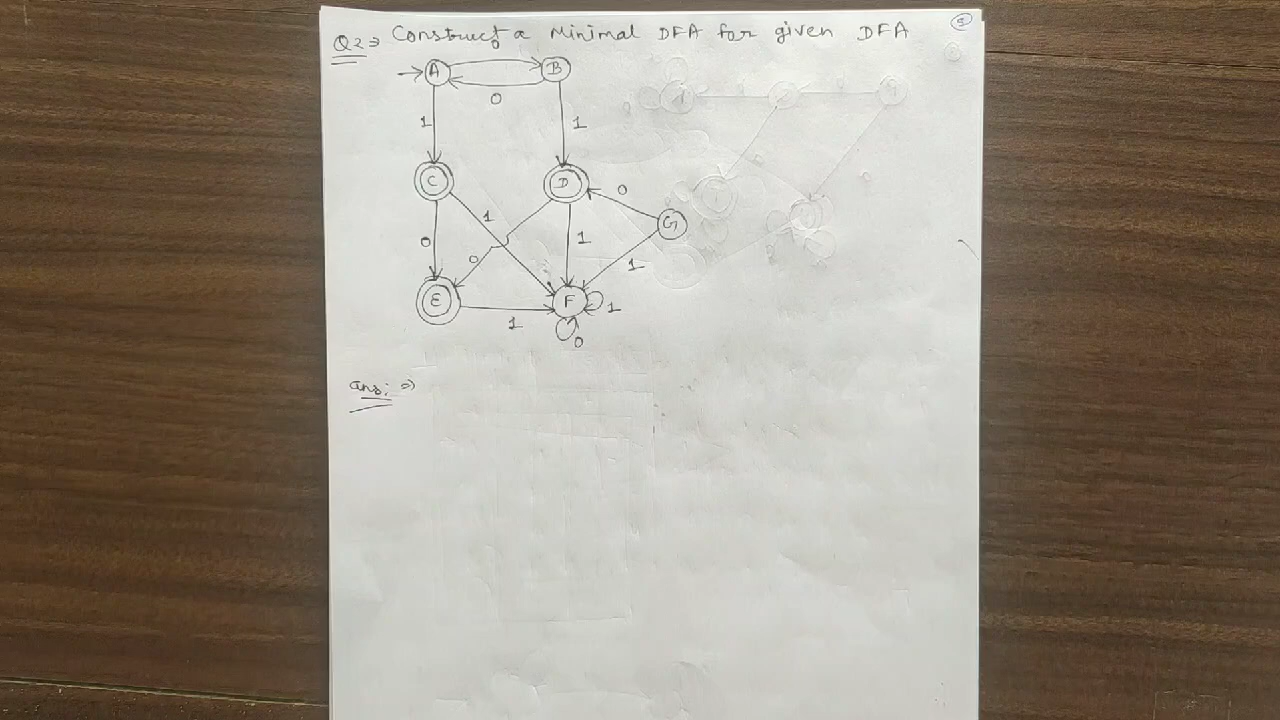 Q2⇒ Construct a Minimal DFA for given DFA
0
A B
0
1 1
C D
0
1 G
0 1
0 1
E F 1
1
0
ans: ⇒